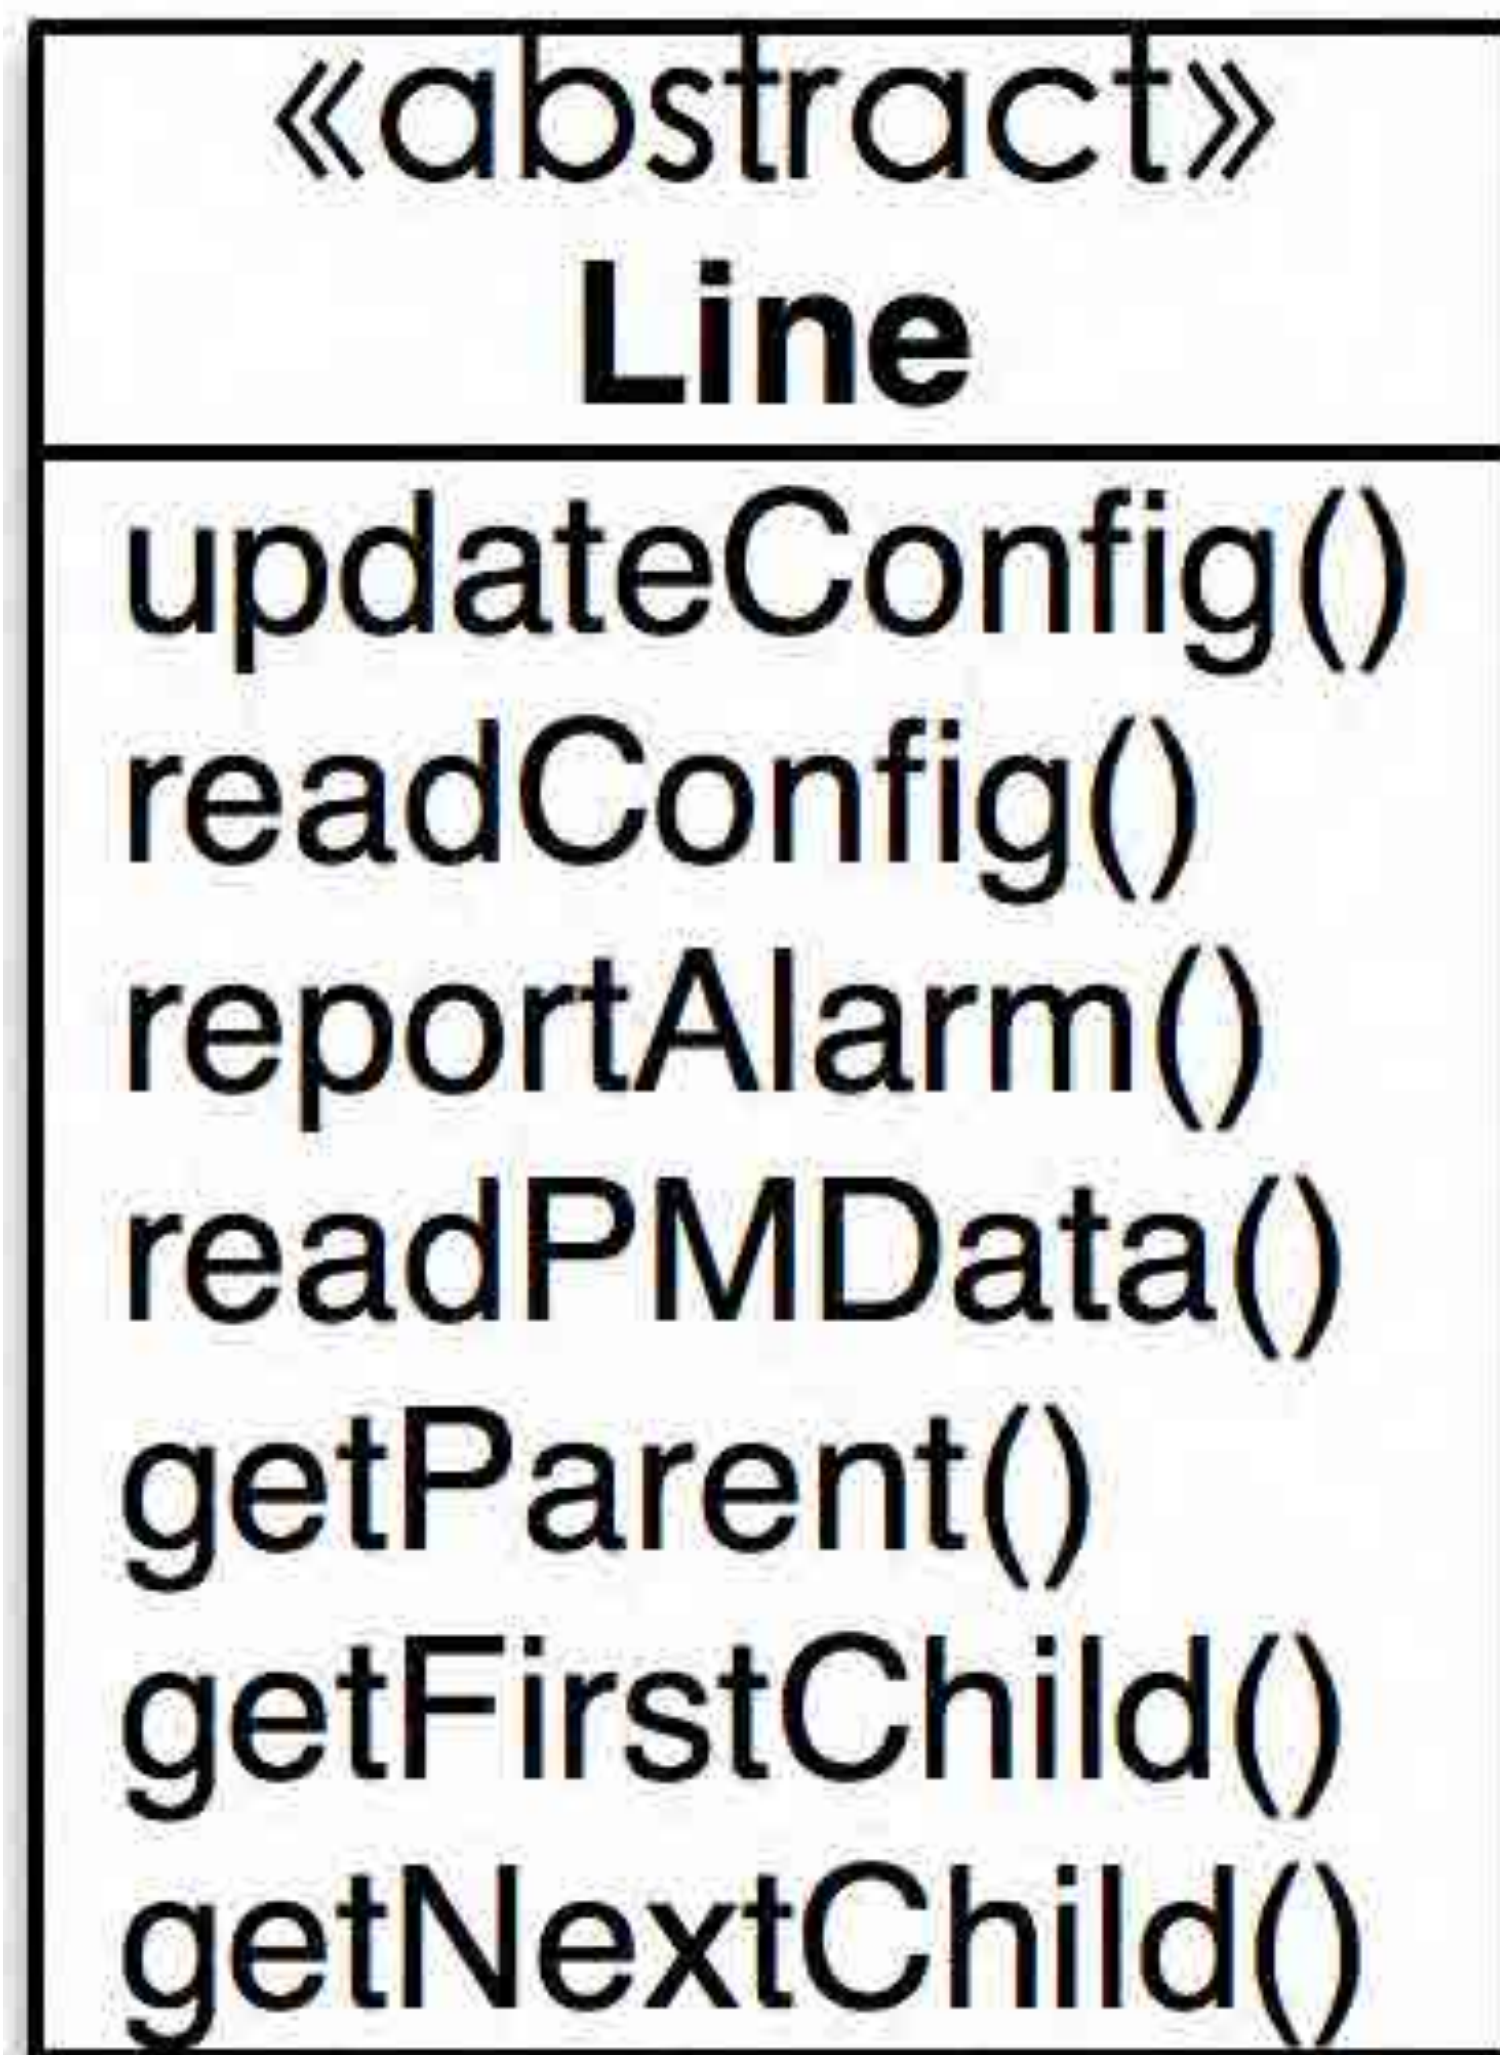 «abstract»
Line
updateConfig()
readConfig()
reportAlarm()
readPMData()
getParent()
getFirstChild()
getNextChild()